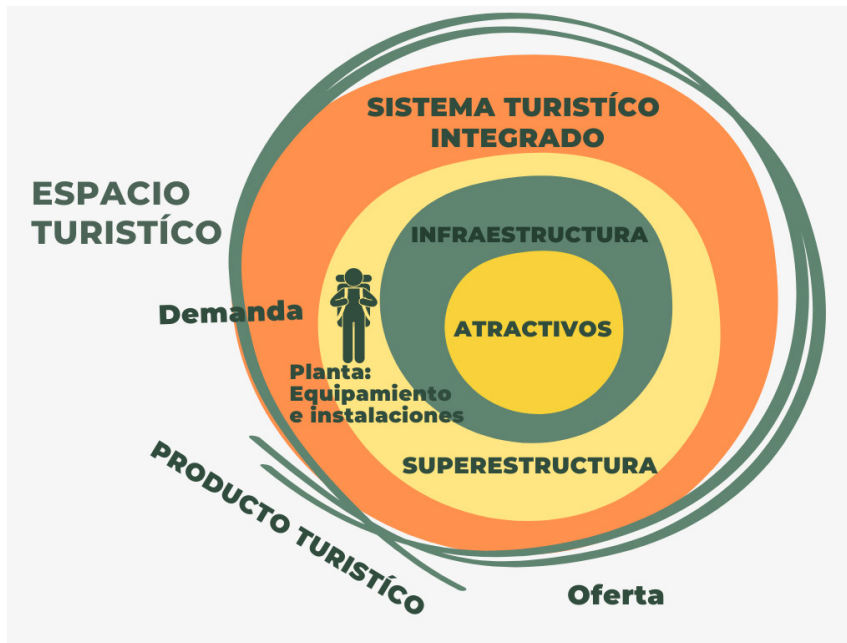 SISTEMA TURISTÍCO
INTEGRADO
ESPACIO
TURISTÍCO
INFRAESTRUCTURA
Demanda
ATRACTIVOS
Planta:
Equipamiento
e instalaciones
SUPERESTRUCTURA
PRODUCTO TURISTÍCO
Oferta